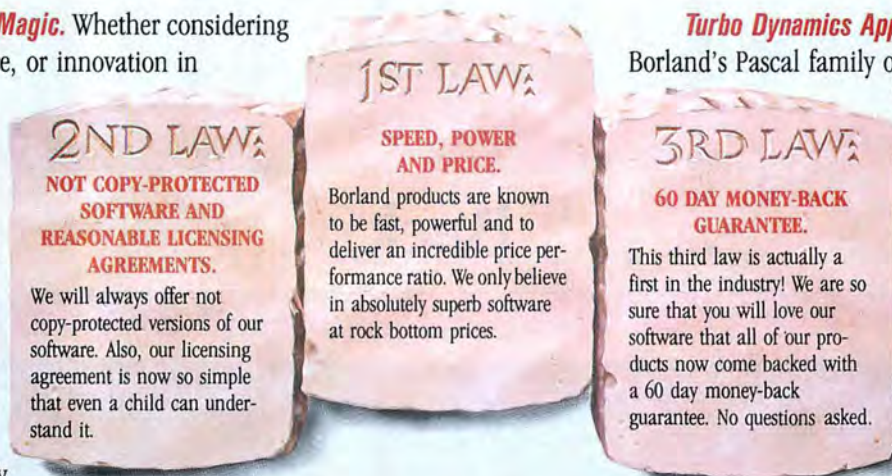 Magic. Whether considering
e, or innovation in
Turbo Dynamics App
Borland's Pascal family o
1ST LAW:
SPEED, POWER
AND PRICE.
Borland products are known
to be fast, powerful and to
deliver an incredible price per-
formance ratio. We only believe
in absolutely superb software
at rock bottom prices.
2ND LAW:
NOT COPY-PROTECTED
SOFTWARE AND
REASONABLE LICENSING
AGREEMENTS.
We will always offer not
copy-protected versions of our
software. Also, our licensing
agreement is now so simple
that even a child can under-
stand it.
3RD LAW:
60 DAY MONEY-BACK
GUARANTEE.
This third law is actually a
first in the industry! We are so
sure that you will love our
software that all of our pro-
ducts now come backed with
a 60 day money-back
guarantee. No questions asked.